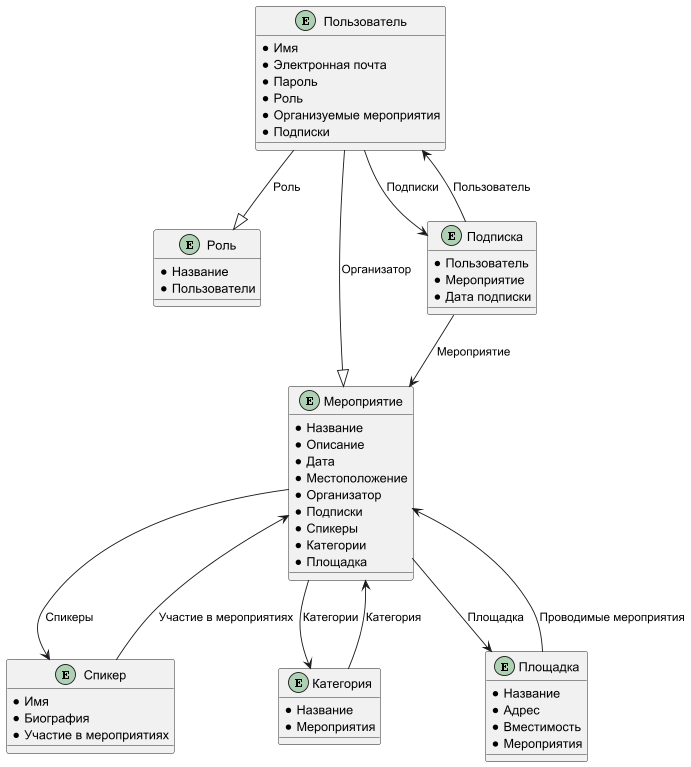 E Пользователь
Имя
Электронная почта
Пароль
Роль
Организуемые мероприятия
Подписки
Роль
Подписки
Пользователь
E Роль
Название
Пользователи
E Подписка
Пользователь
Мероприятие
Дата подписки
Организатор
Мероприятие
E Мероприятие
Название
Описание
Дата
Местоположение
Организатор
Подписки
Спикеры
Категории
Площадка
Спикеры
Участие в мероприятиях
Категории
Категория
Площадка
Проводимые мероприятия
E Спикер
Имя
Биография
Участие в мероприятиях
E Категория
Название
Мероприятия
E Площадка
Название
Адрес
Вместимость
Мероприятия